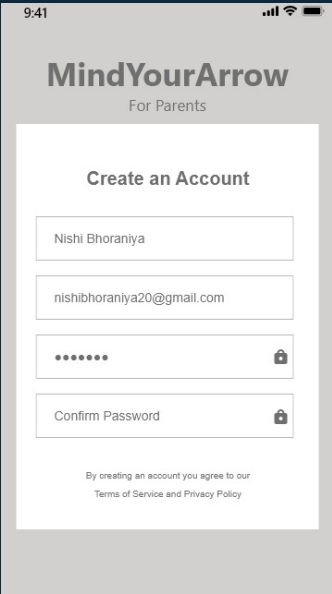 9:41
MindYourArrow
For Parents
Create an Account
Nishi Bhoraniya
nishibhoraniya20@gmail.com
•••••••
Confirm Password
By creating an account you agree to our
Terms of Service and Privacy Policy